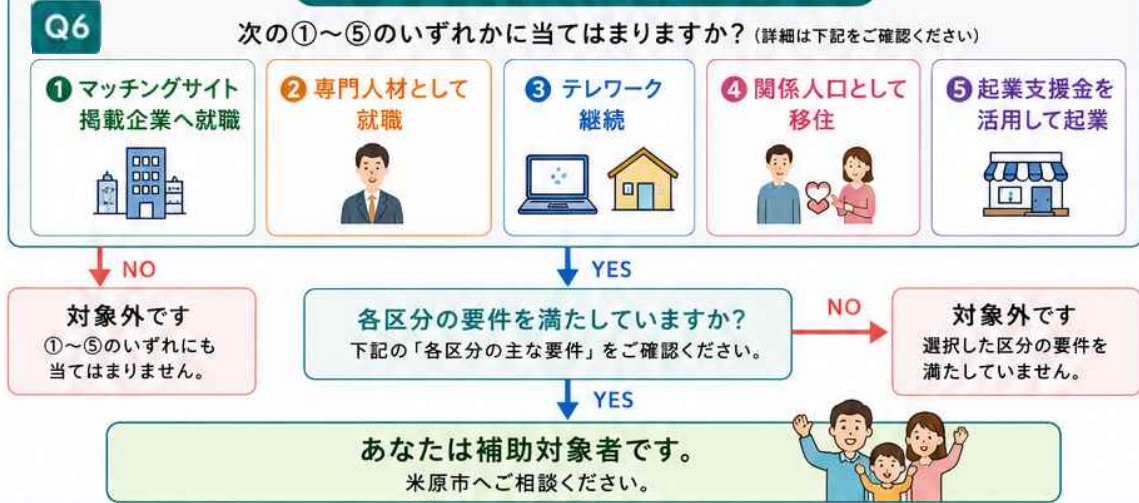 Q6
次の①~⑤のいずれかに当てはまりますか?(詳細は下記をご確認ください)
1 マッチングサイト
掲載企業へ就職
2 専門人材として
就職
3 テレワーク
継続
4 関係人口として
移住
5 起業支援金を
活用して起業
NO
YES
対象外です
①~⑤のいずれにも
当てはまりません。
各区分の要件を満たしていますか?
下記の「各区分の主な要件」をご確認ください。
NO
対象外です
選択した区分の要件を
満たしていません。
YES
あなたは補助対象者です。
米原市へご相談ください。